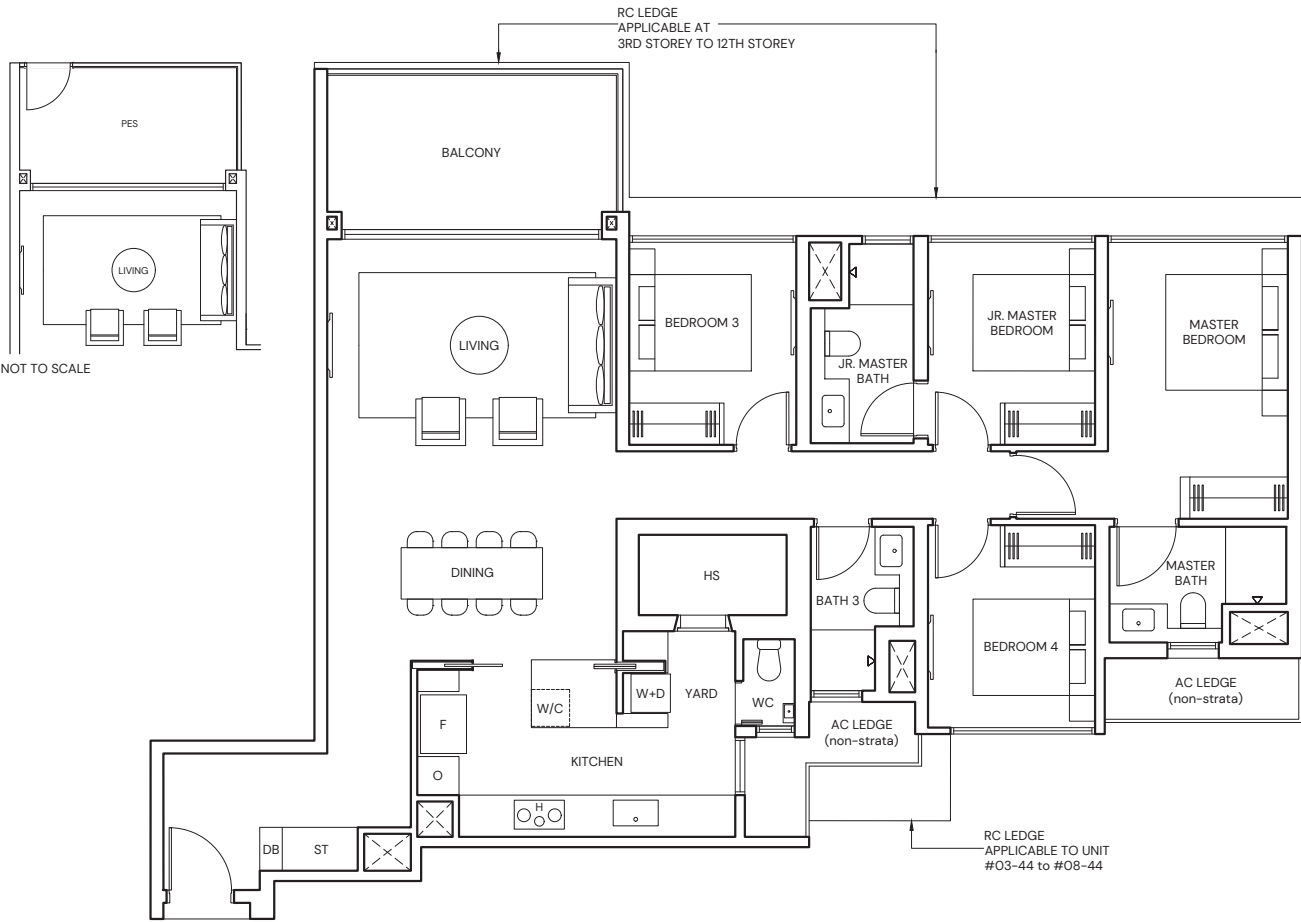 RC LEDGE
APPLICABLE AT
3RD STOREY TO 12TH STOREY
PES
LIVING
NOT TO SCALE
BALCONY
LIVING
BEDROOM 3
JR. MASTER
BATH
JR. MASTER
BEDROOM
MASTER
BEDROOM
DINING
HS
BATH 3
MASTER
BATH
BEDROOM 4
W+D
YARD
WC
W/C
F
O
KITCHEN
H
AC LEDGE
(non-strata)
AC LEDGE
(non-strata)
DB
ST
RC LEDGE
APPLICABLE TO UNIT
#03-44 to #08-44